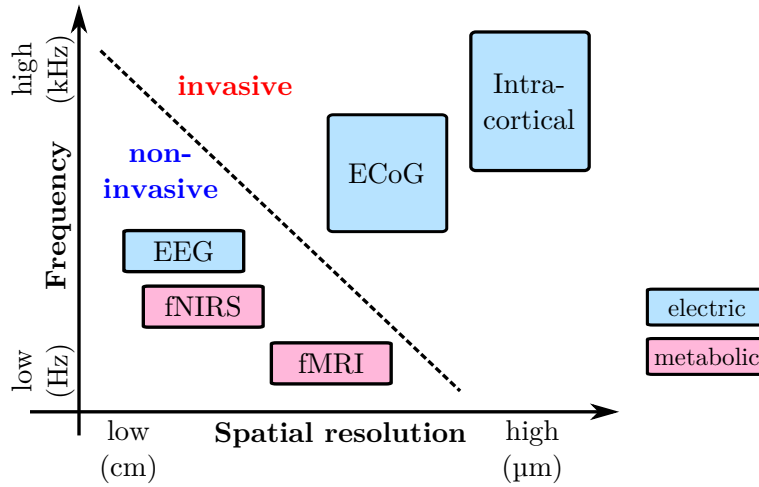 high
(kHz)
Frequency
low
(Hz)
invasive
non-
invasive
Intra-
cortical
ECoG
EEG
fNIRS
fMRI
electric
metabolic
low
(cm)
Spatial resolution
high
(µm)